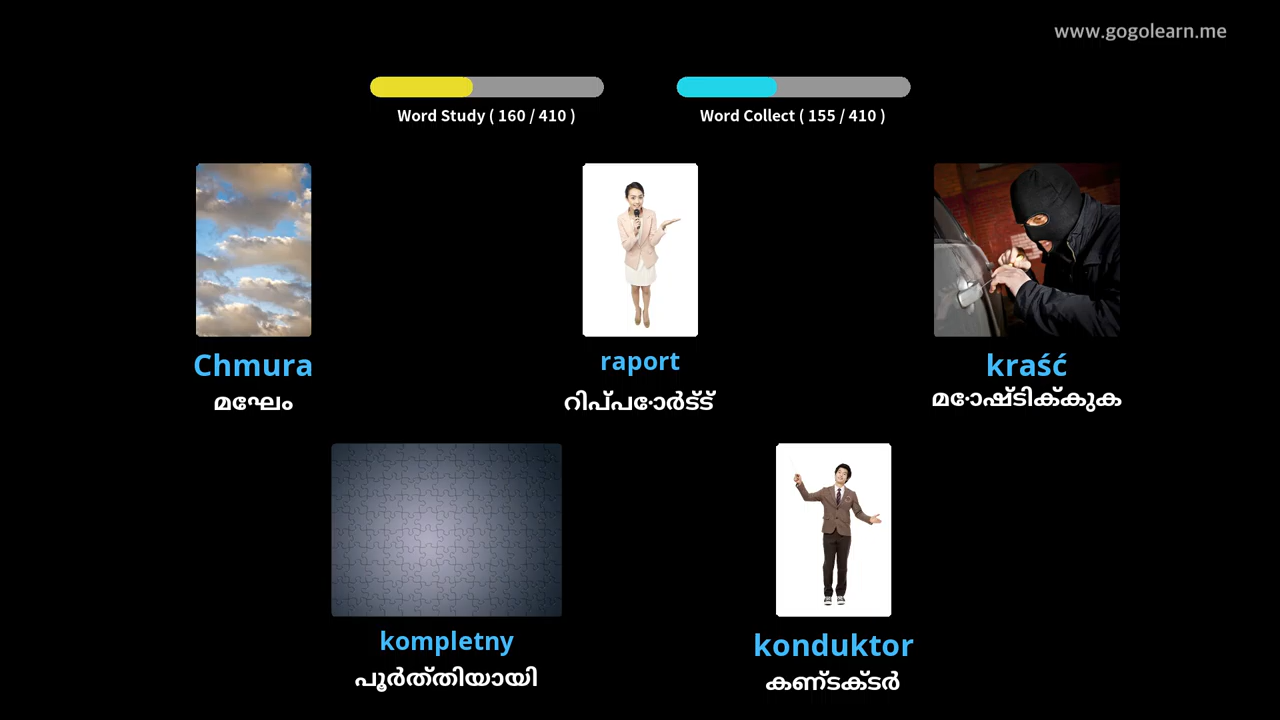 www.gogolearn.me
Word Study ( 160 / 410 )
Word Collect ( 155 / 410 )
Chmura
മേഘം
raport
റിപ്പോർട്ട്
kraść
മോഷ്ടിക്കുക
kompletny
പൂർത്തിയായി
konduktor
കണ്ടക്ടർ